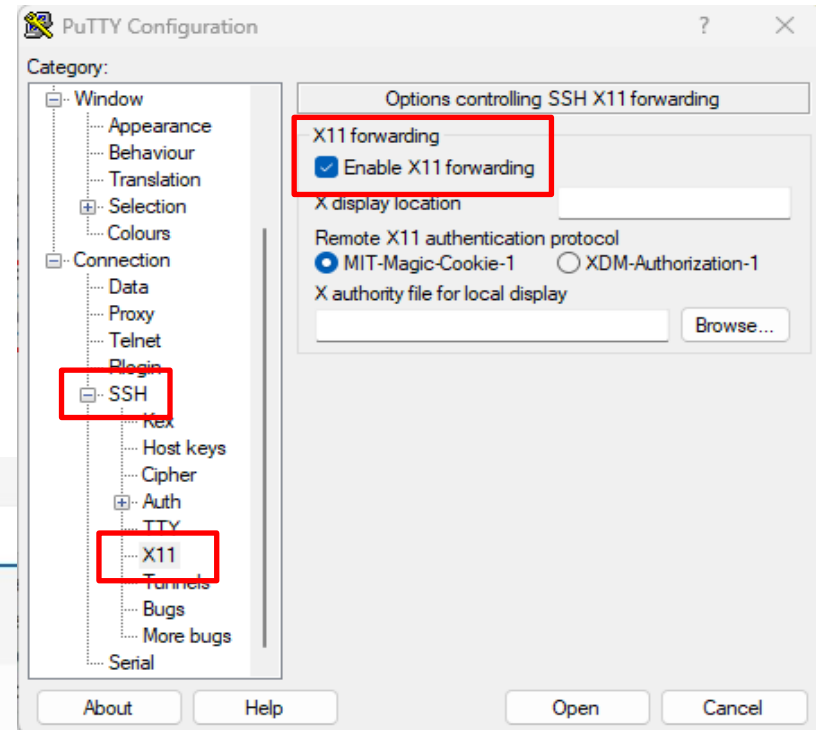 PuTTY Configuration ?
Category:
Window
Appearance
Behaviour
Translation
Selection
Colours
Connection
Data
Proxy
Telnet
Rlogin
SSH
Kex
Host keys
Cipher
Auth
TTY
X11
Tunnels
Bugs
More bugs
Serial
Options controlling SSH X11 forwarding
X11 forwarding
Enable X11 forwarding
X display location
Remote X11 authentication protocol
MIT-Magic-Cookie-1 XDM-Authorization-1
X authority file for local display
Browse...
About Help Open Cancel